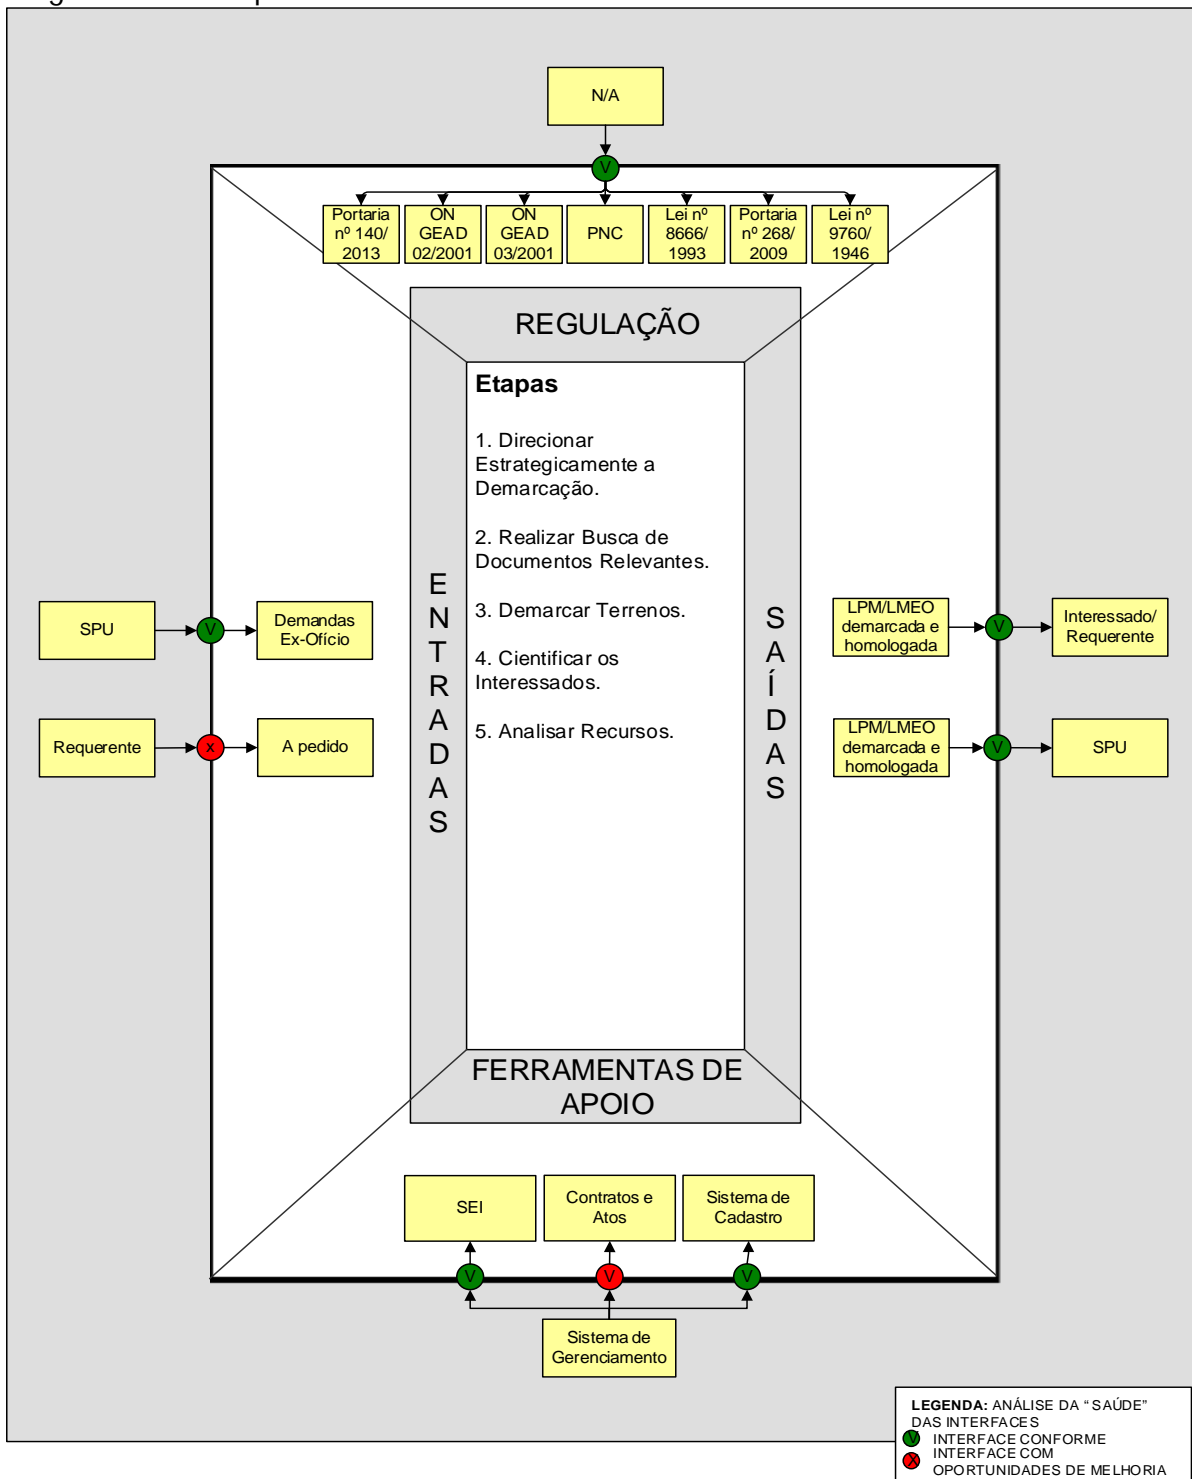 N/A
V
Portaria
nº 140/
2013
ON
GEAD
02/2001
ON
GEAD
03/2001
PNC
Lei nº
8666/
1993
Portaria
nº 268/
2009
Lei nº
9760/
1946
REGULAÇÃO
Etapas
1. Direcionar
Estrategicamente a
Demarcação.
2. Realizar Busca de
Documentos Relevantes.
3. Demarcar Terrenos.
4. Cientificar os
Interessados.
5. Analisar Recursos.
ENTRADAS
SPU
V
Demandas
Ex-Ofício
Requerente
x
A pedido
SAÍDAS
LPM/LMEO
demarcada e
homologada
V
Interessado/
Requerente
LPM/LMEO
demarcada e
homologada
V
SPU
FERRAMENTAS DE
APOIO
SEI
Contratos e
Atos
Sistema de
Cadastro
V
V
V
Sistema de
Gerenciamento
LEGENDA: ANÁLISE DA “SAÚDE”
DAS INTERFACES
V INTERFACE CONFORME
X INTERFACE COM
OPORTUNIDADES DE MELHORIA